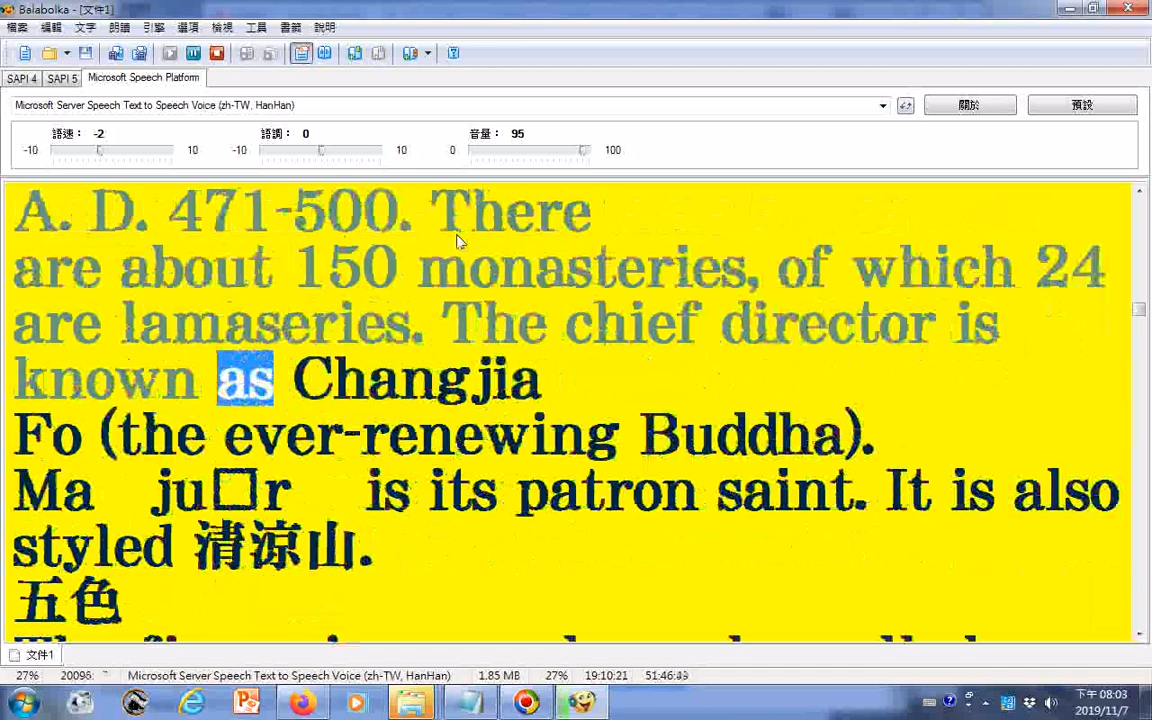 Balabolka - [文件1]
檔案 編輯 文字 朗讀 引擎 選項 檢視 工具 書籤 說明
SAPI 4 SAPI 5 Microsoft Speech Platform
Microsoft Server Speech Text to Speech Voice (zh-TW, HanHan) 關於 預設
語速： -2 語調： 0 音量： 95
-10 10 -10 10 0 100
A. D. 471-500. There
are about 150 monasteries, of which 24
are lamaseries. The chief director is
known as Changjia
Fo (the ever-renewing Buddha).
Ma ju□r is its patron saint. It is also
styled 清涼山.
五色
文件1
27% Microsoft Server Speech Text to Speech Voice (zh-TW, HanHan) 1.85 MB 27% 19:10:21 51:46:49
下午 08:03
2019/11/7